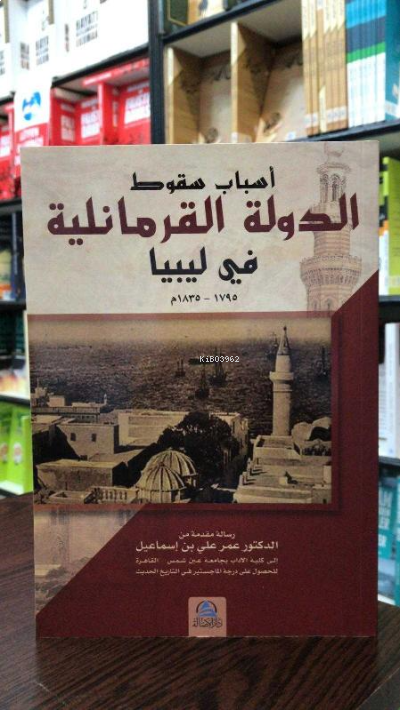 أسباب سقوط
الدولة القرمانلية
في ليبيا
١٧٩٥ - ١٨٣٥م
KiB03962
رسالة مقدمة من
الدكتور عمر علي بن إسماعيل
إلى كلية الآداب بجامعة عين شمس - القاهرة
للحصول على درجة الماجستير في التاريخ الحديث